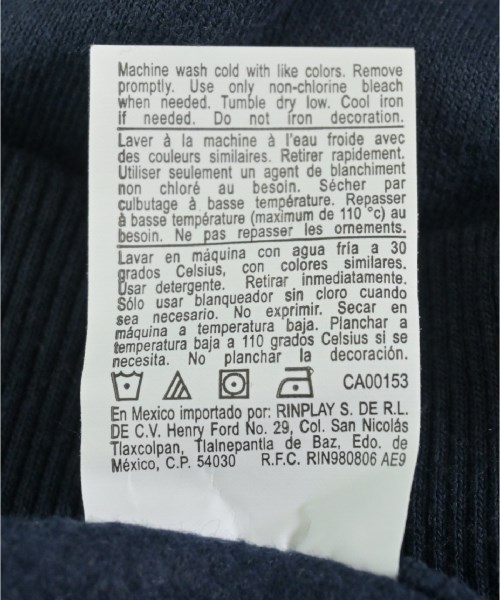 Machine wash cold with like colors. Remove
promptly. Use only non-chlorine bleach
when needed. Tumble dry low. Cool iron
if needed. Do not iron decoration.
Laver à la machine à l'eau froide avec
des couleurs similaires. Retirer rapidement.
Utiliser seulement un agent de blanchiment
non chloré au besoin. Sécher par
culbutage à basse température. Repasser
à basse température (maximum de 110 °c) au
besoin. Ne pas repasser les ornements.
Lavar en máquina con agua fría a 30
grados Celsius, con colores similares.
Usar detergente. Retirar inmediatamente.
Sólo usar blanqueador sin cloro cuando
sea necesario. No exprimir. Secar en
máquina a temperatura baja. Planchar a
temperatura baja a 110 grados Celsius si se
necesita. No planchar la decoración.
CA00153
En Mexico importado por: RINPLAY S. DE R.L.
DE C.V. Henry Ford No. 29, Col. San Nicolás
Tlaxcolpan, Tlalnepantla de Baz, Edo. de
México, C.P. 54030 R.F.C. RIN980806 AE9